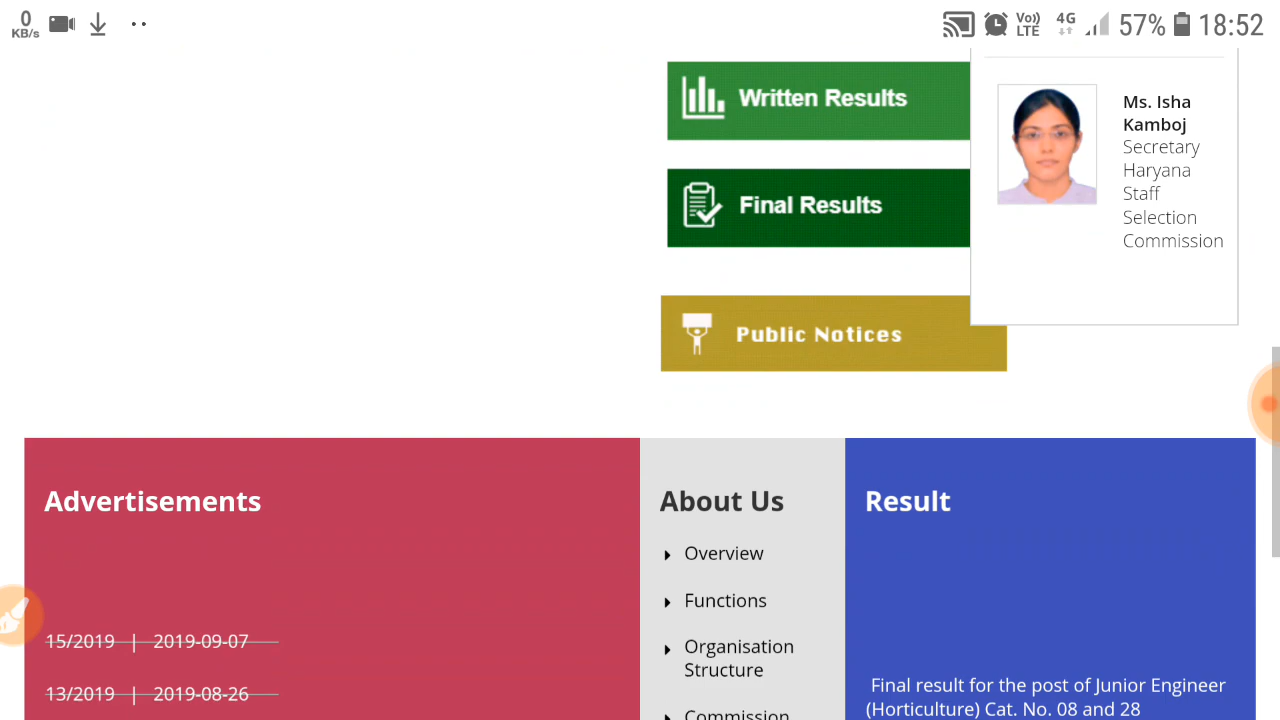 0
KB/s
Vo)) LTE 4G 57% 18:52
Written Results
Final Results
Public Notices
Ms. Isha
Kamboj
Secretary
Haryana
Staff
Selection
Commission
Advertisements
15/2019 | 2019-09-07
13/2019 | 2019-08-26
About Us
Overview
Functions
Organisation
Structure
Commission
Result
Final result for the post of Junior Engineer
(Horticulture) Cat. No. 08 and 28